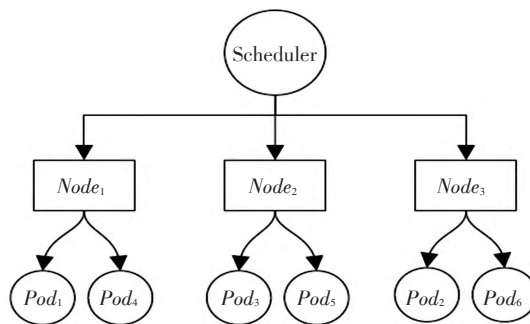 Scheduler
Node₁ Node₂ Node₃
Pod₁ Pod₄ Pod₃ Pod₅ Pod₂ Pod₆